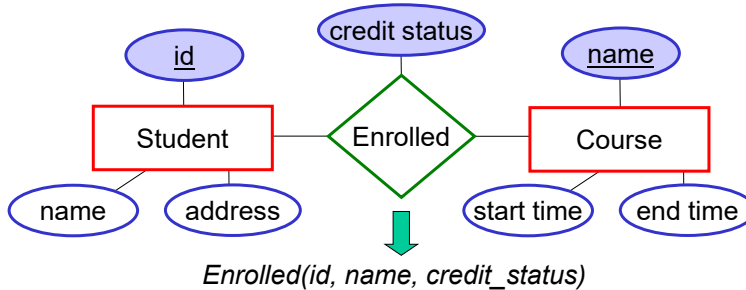 credit status
id
name
Student
Enrolled
Course
name
address
start time
end time
Enrolled(id, name, credit_status)